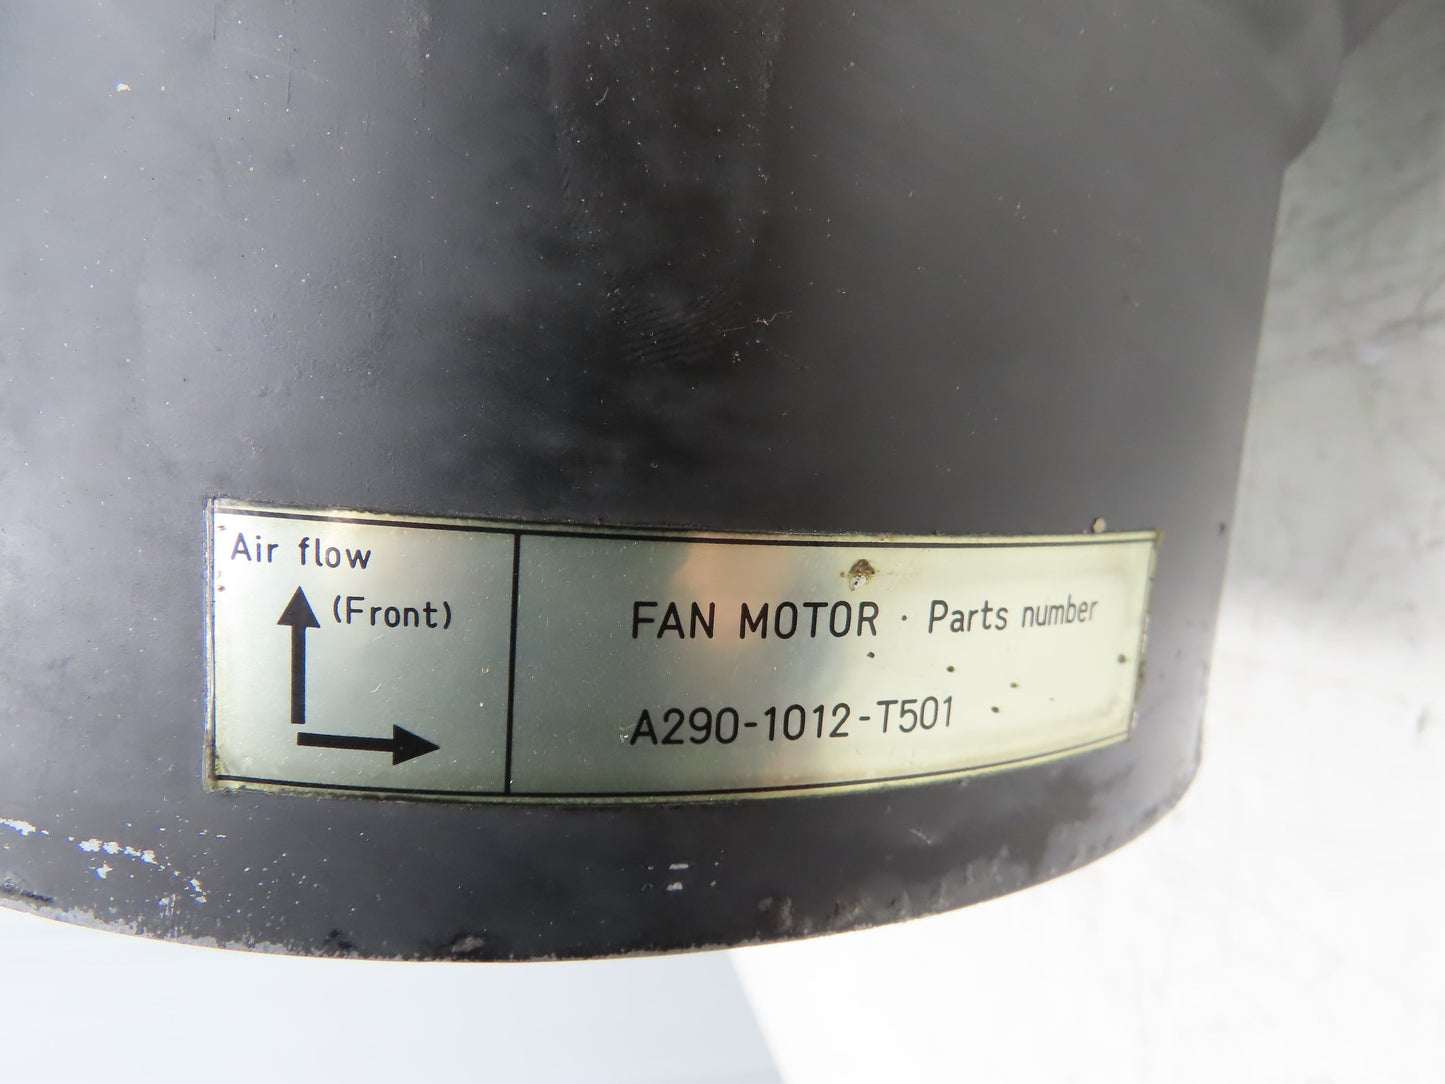 Air flow
(Front)
FAN MOTOR · Parts number
A290-1012-T501